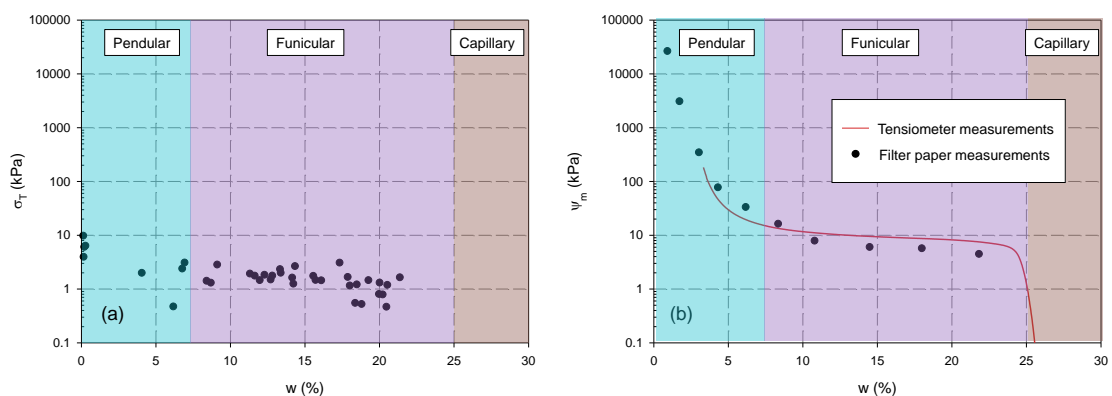 100000
10000
1000
100
10
1
0.1
σT (kPa)
Pendular
Funicular
Capillary
(a)
0
5
10
15
20
25
30
w (%)
100000
10000
1000
100
10
1
0.1
ψm (kPa)
Pendular
Funicular
Capillary
Tensiometer measurements
Filter paper measurements
(b)
0
5
10
15
20
25
30
w (%)